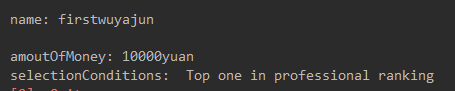 name: firstwuyajun
amoutOfMoney: 10000yuan
selectionConditions:  Top one in professional ranking